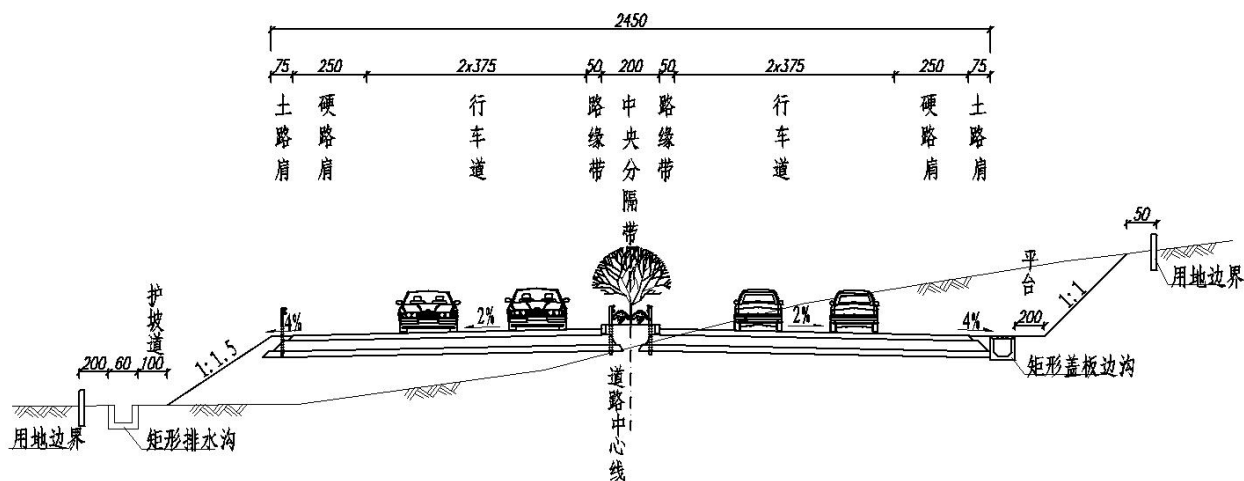 2450
75 250 2x375 50 200 50 2x375 250 75
土路肩
硬路肩
行车道
路缘带
中央分隔带
路缘带
行车道
硬路肩
土路肩
50
用地边界
平台
1:1
200
护坡道
200 60 100
1:1.5
4%
2%
2%
4%
矩形盖板边沟
道路中心线
用地边界
矩形排水沟